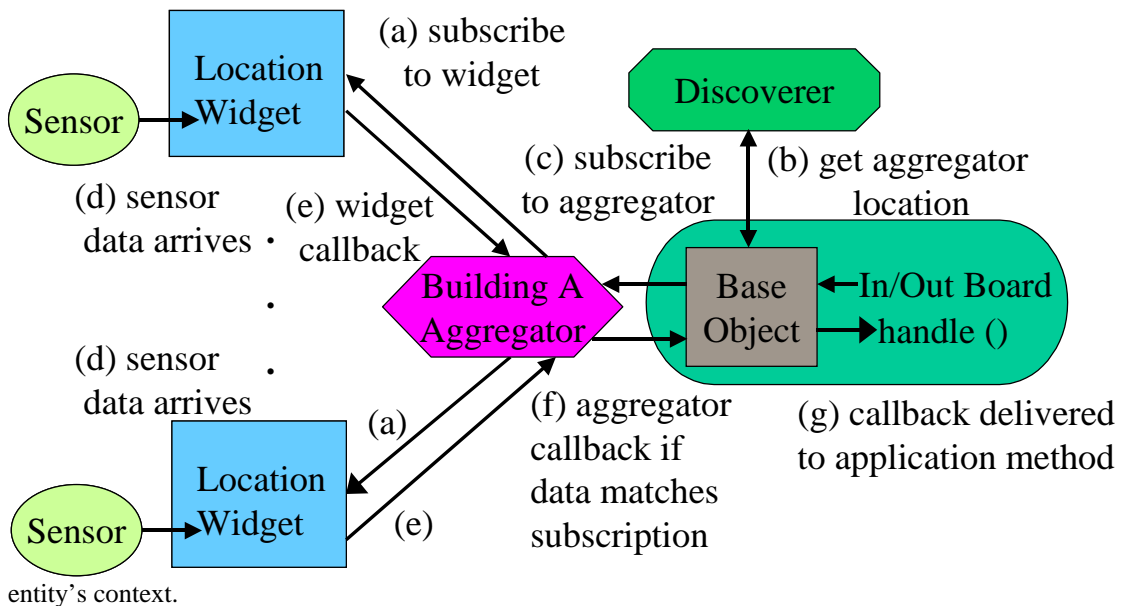 (a) subscribe
to widget
Location
Widget
Sensor
Discoverer
(c) subscribe
to aggregator
(b) get aggregator
location
(d) sensor
data arrives
(e) widget
callback
Building A
Aggregator
Base
Object
In/Out Board
handle ()
(d) sensor
data arrives
(a)
(f) aggregator
callback if
data matches
subscription
(g) callback delivered
to application method
Location
Widget
Sensor
(e)
entity’s context.